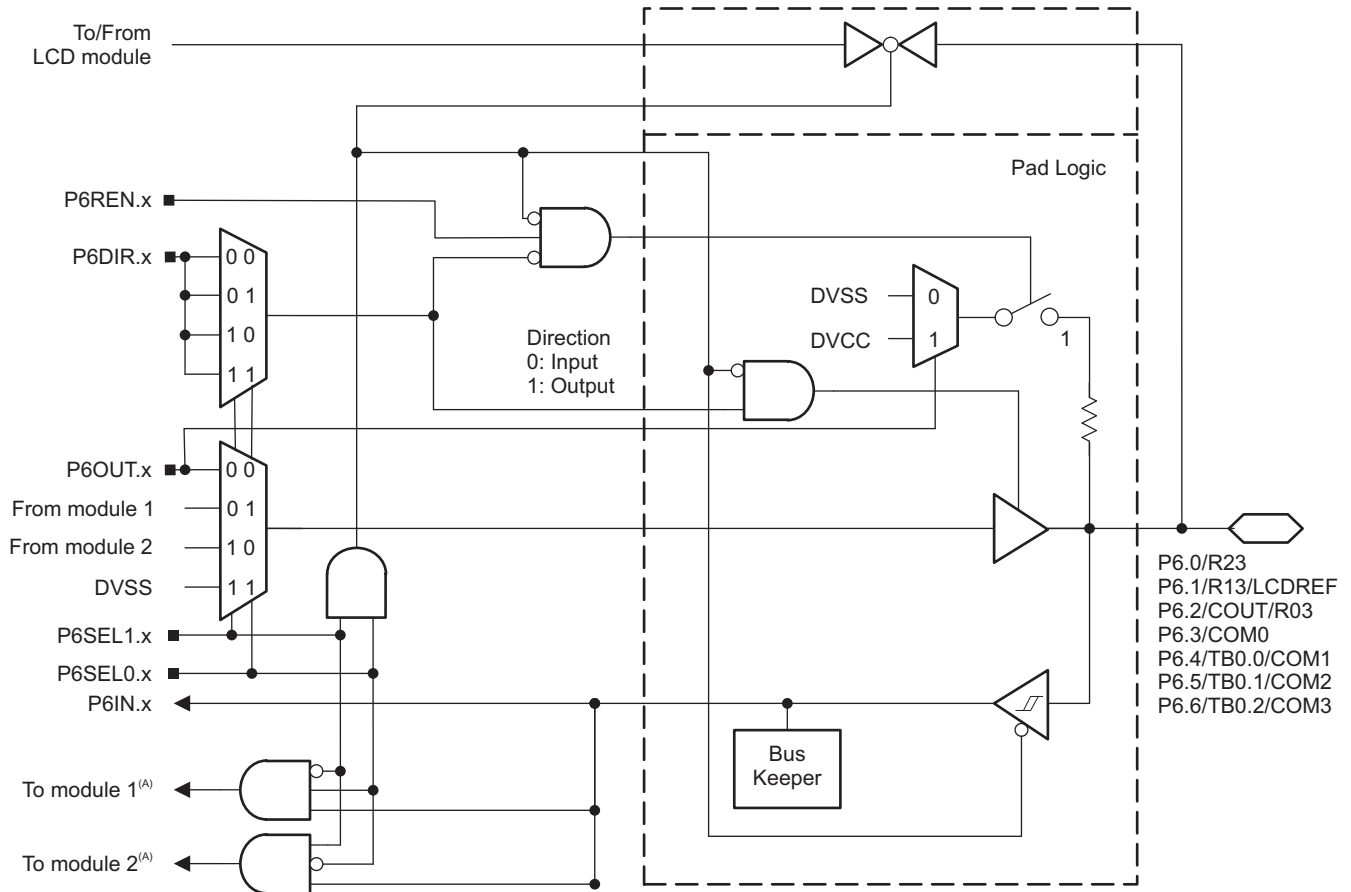 To/From
LCD module
Pad Logic
P6REN.x
P6DIR.x
0 0
0 1
1 0
1 1
Direction
0: Input
1: Output
DVSS
DVCC
0
1
1
P6OUT.x
From module 1
From module 2
DVSS
0 0
0 1
1 0
1 1
P6SEL1.x
P6SEL0.x
P6IN.x
P6.0/R23
P6.1/R13/LCDREF
P6.2/COUT/R03
P6.3/COM0
P6.4/TB0.0/COM1
P6.5/TB0.1/COM2
P6.6/TB0.2/COM3
Bus
Keeper
To module 1(A)
To module 2(A)